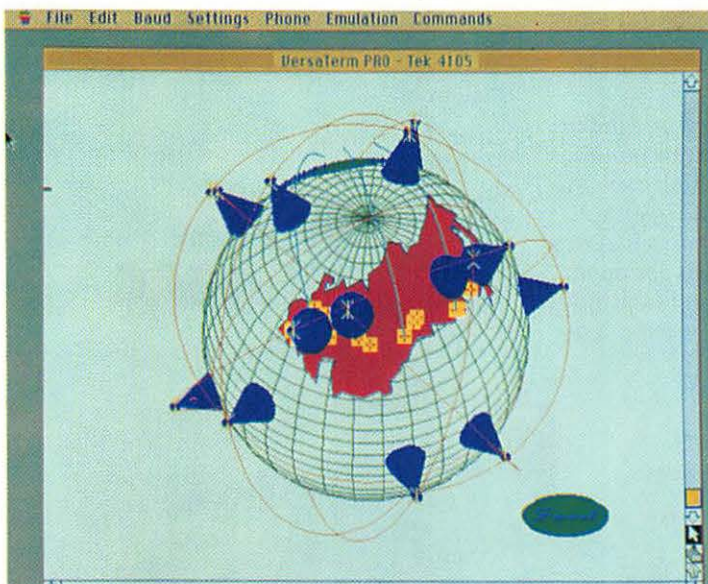 File Edit Baud Settings Phone Emulation Commands
VersaTerm PRO - Tek 4105